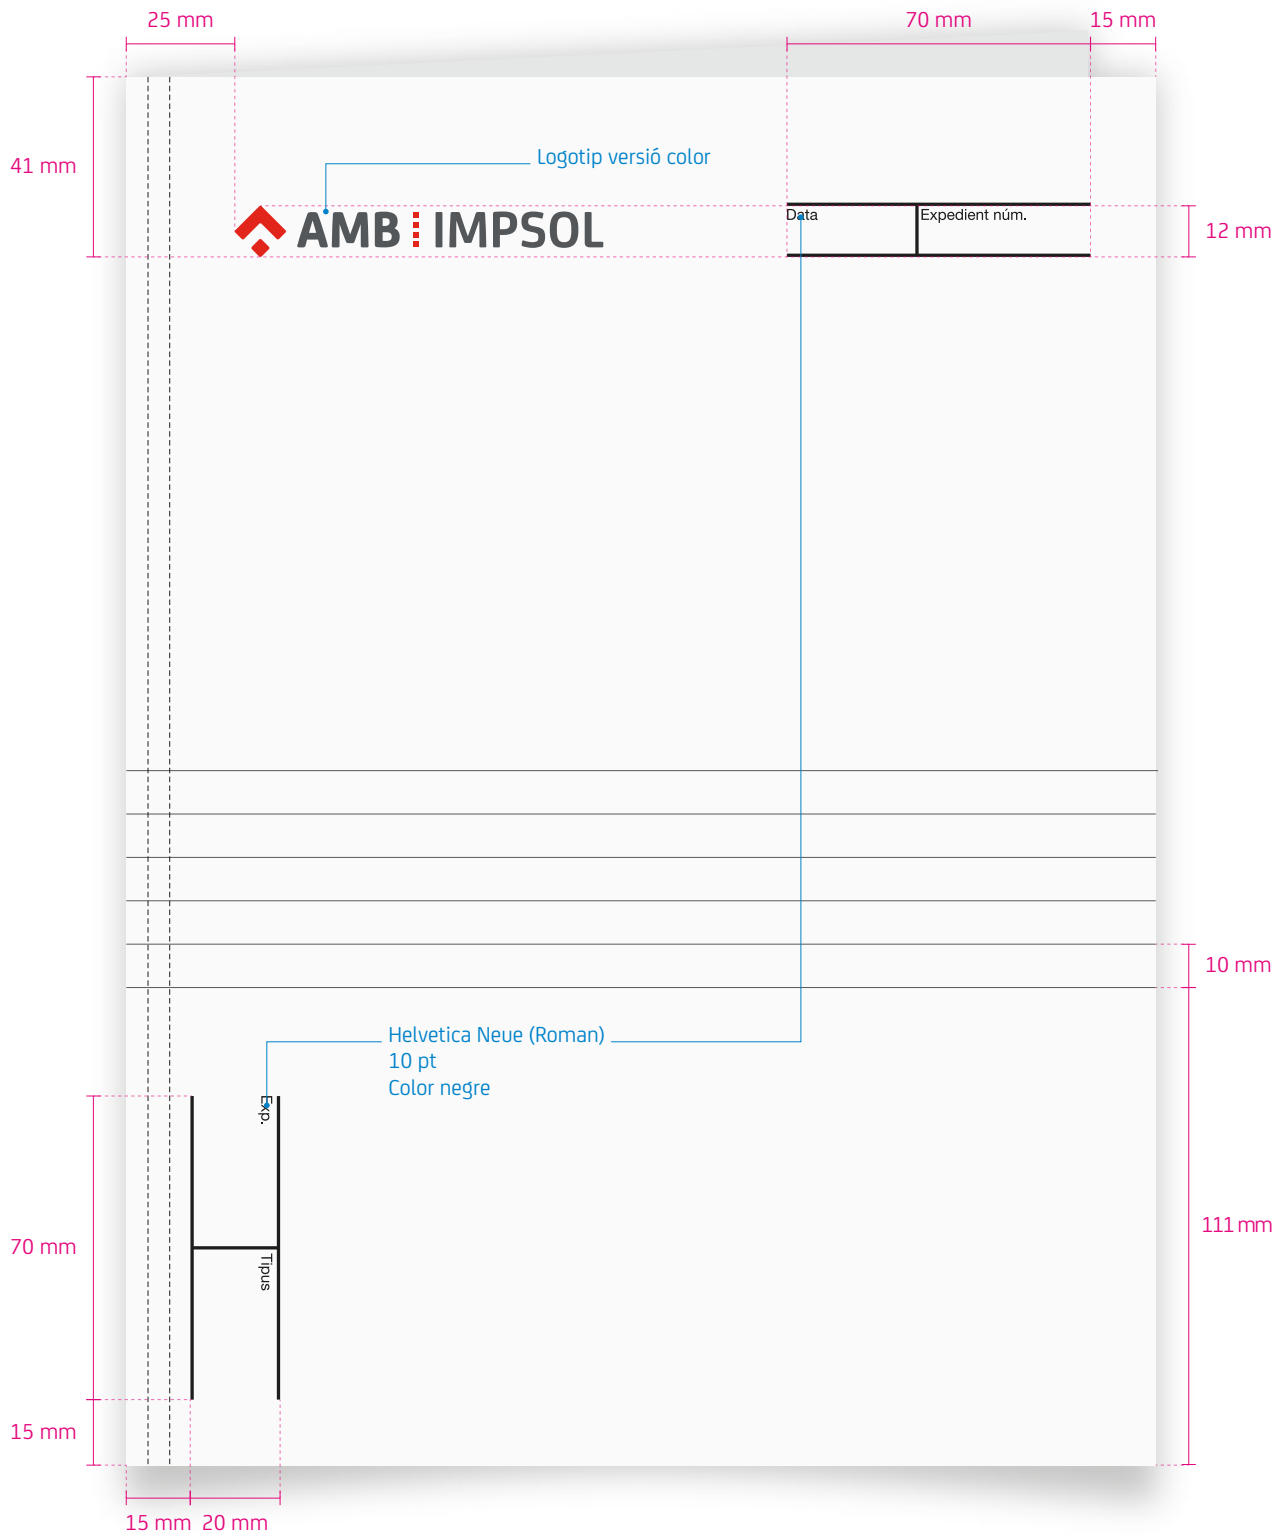 25 mm
70 mm
15 mm
41 mm
Logotip versió color
AMB IMPSOL
Data
Expedient núm.
12 mm
10 mm
Helvetica Neue (Roman)
10 pt
Color negre
Exp.
Tipus
70 mm
111 mm
15 mm
15 mm
20 mm